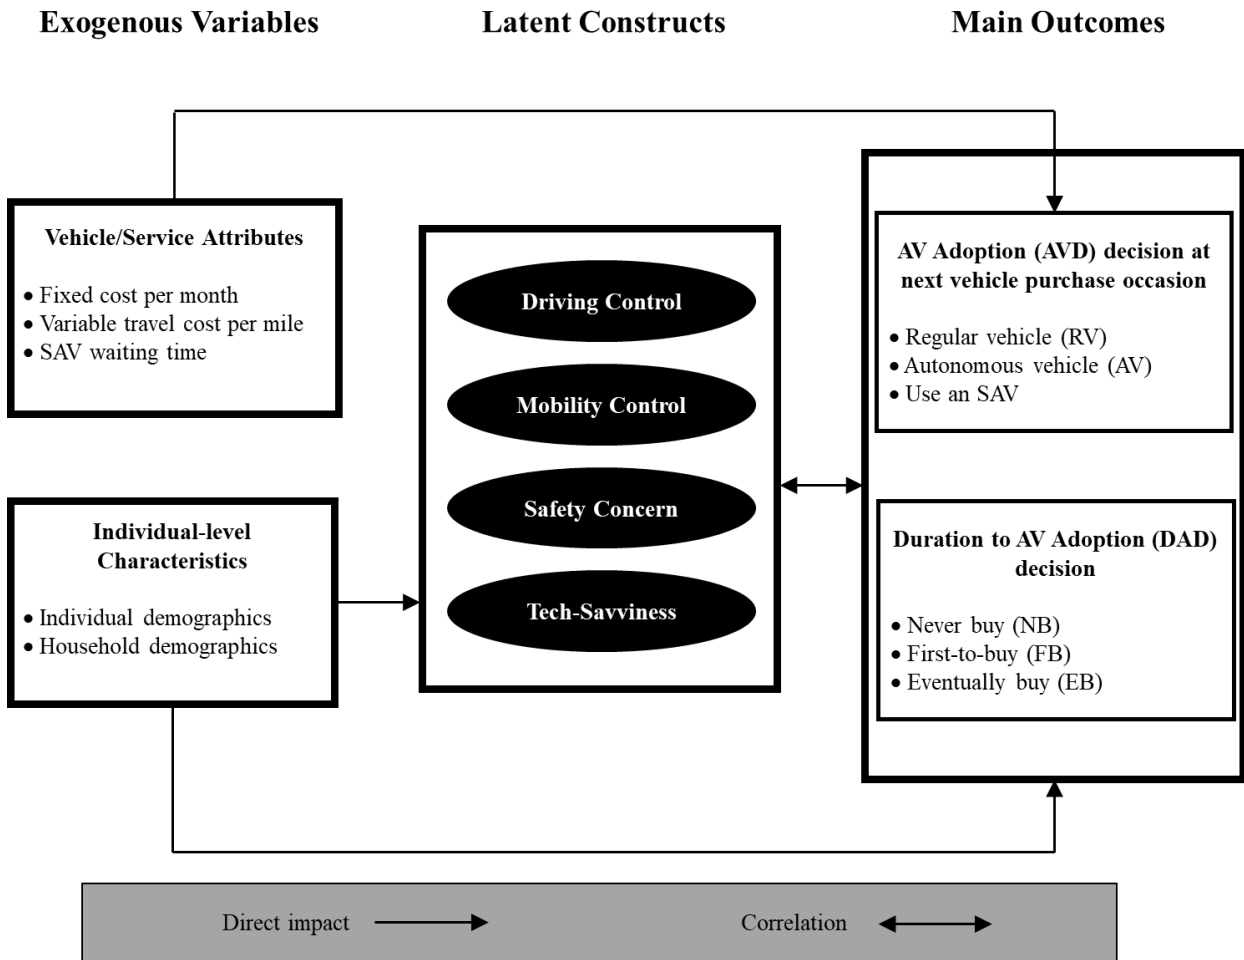 Exogenous Variables
Latent Constructs
Main Outcomes
Vehicle/Service Attributes
• Fixed cost per month
• Variable travel cost per mile
• SAV waiting time
Individual-level
Characteristics
• Individual demographics
• Household demographics
Driving Control
Mobility Control
Safety Concern
Tech-Savviness
AV Adoption (AVD) decision at
next vehicle purchase occasion
• Regular vehicle (RV)
• Autonomous vehicle (AV)
• Use an SAV
Duration to AV Adoption (DAD)
decision
• Never buy (NB)
• First-to-buy (FB)
• Eventually buy (EB)
Direct impact
Correlation